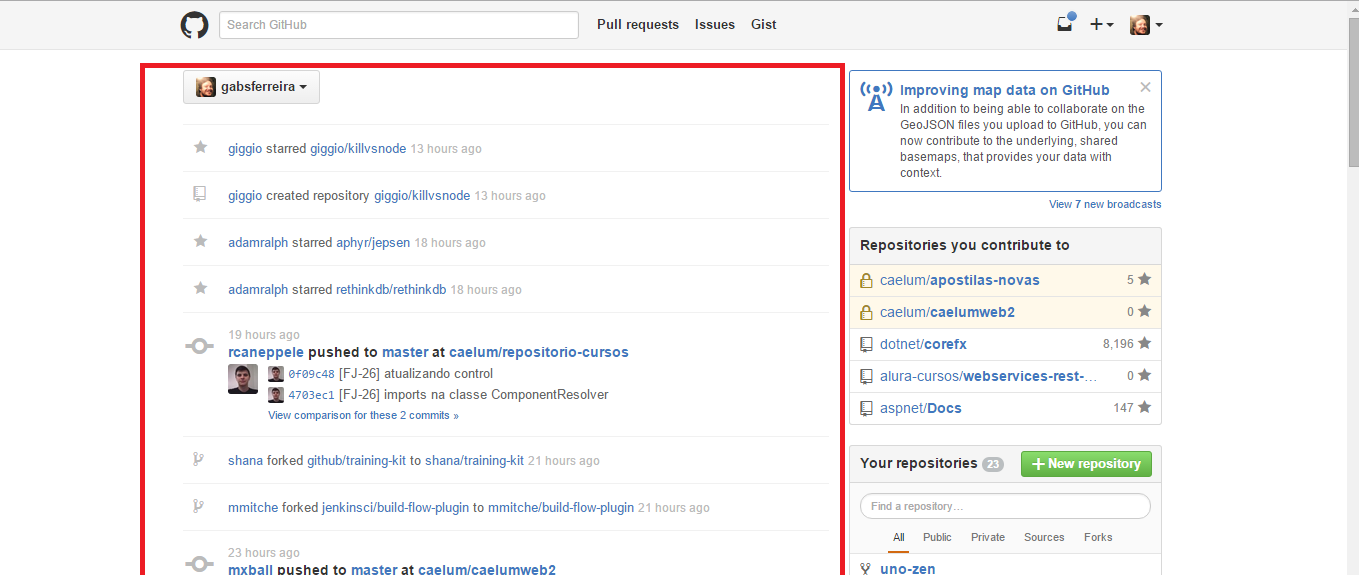 Search GitHub
Pull requests Issues Gist
gabsferreira
giggio starred giggio/killvsnode 13 hours ago
giggio created repository giggio/killvsnode 13 hours ago
adamralph starred aphyr/jepsen 18 hours ago
adamralph starred rethinkdb/rethinkdb 18 hours ago
19 hours ago
rcaneppele pushed to master at caelum/repositorio-cursos
0f09c48 [FJ-26] atualizando control
4703ec1 [FJ-26] imports na classe ComponentResolver
View comparison for these 2 commits »
shana forked github/training-kit to shana/training-kit 21 hours ago
mmitche forked jenkinsci/build-flow-plugin to mmitche/build-flow-plugin 21 hours ago
23 hours ago
mxball pushed to master at caelum/caelumweb2
Improving map data on GitHub
In addition to being able to collaborate on the
GeoJSON files you upload to GitHub, you can
now contribute to the underlying, shared
basemaps, that provides your data with
context.
View 7 new broadcasts
Repositories you contribute to
caelum/apostilas-novas 5
caelum/caelumweb2 0
dotnet/corefx 8,196
alura-cursos/webservices-rest-… 0
aspnet/Docs 147
Your repositories 23
New repository
Find a repository…
All Public Private Sources Forks
uno-zen